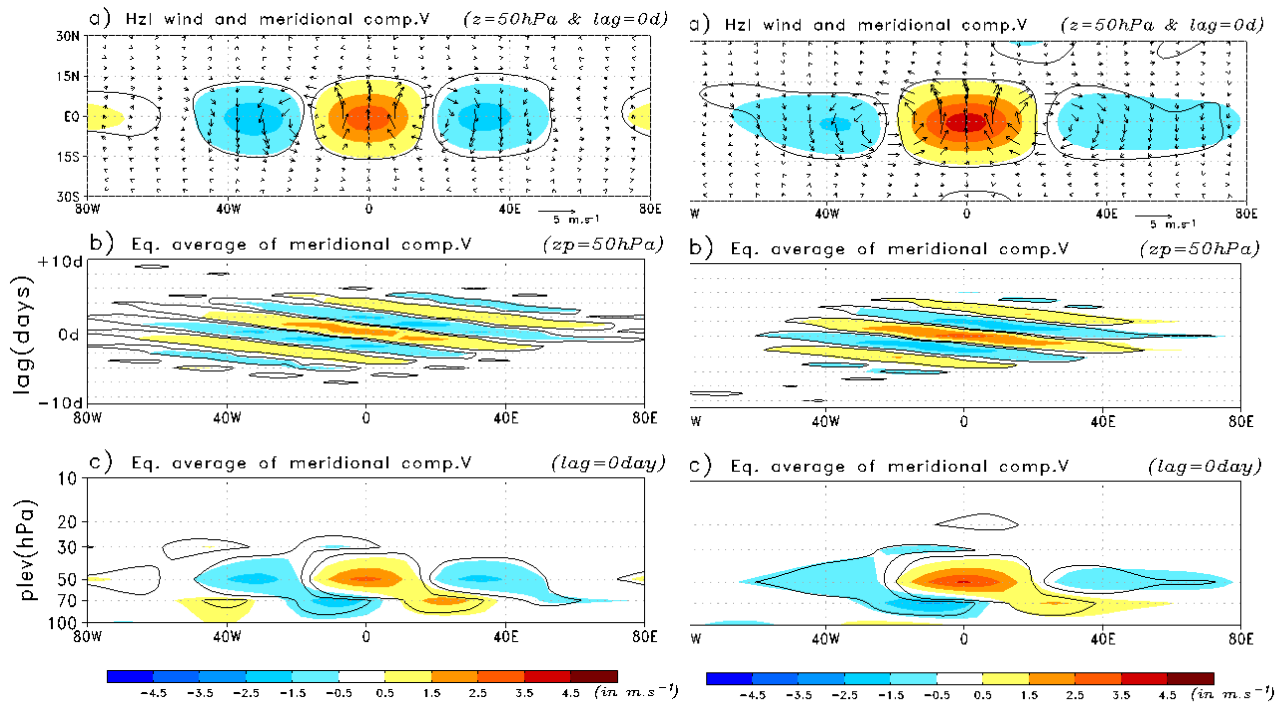 a) Hzl wind and meridional comp.V (z=50hPa & lag=0d)
30N
15N
EQ
15S
30S
80W 40W 0 40E 80E
5 m.s-1
b) Eq. average of meridional comp.V (zp=50hPa)
lag(days)
+10d
0d
-10d
80W 40W 0 40E 80E
c) Eq. average of meridional comp.V (lag=0day)
plev(hPa)
10
20
30
50
70
100
80W 40W 0 40E 80E
-4.5 -3.5 -2.5 -1.5 -0.5 0.5 1.5 2.5 3.5 4.5 (in m.s-1)
a) Hzl wind and meridional comp.V (z=50hPa & lag=0d)
W 40W 0 40E 80E
5 m.s-1
b) Eq. average of meridional comp.V (zp=50hPa)
W 40W 0 40E 80E
c) Eq. average of meridional comp.V (lag=0day)
W 40W 0 40E 80E
-4.5 -3.5 -2.5 -1.5 -0.5 0.5 1.5 2.5 3.5 4.5 (in m.s-1)